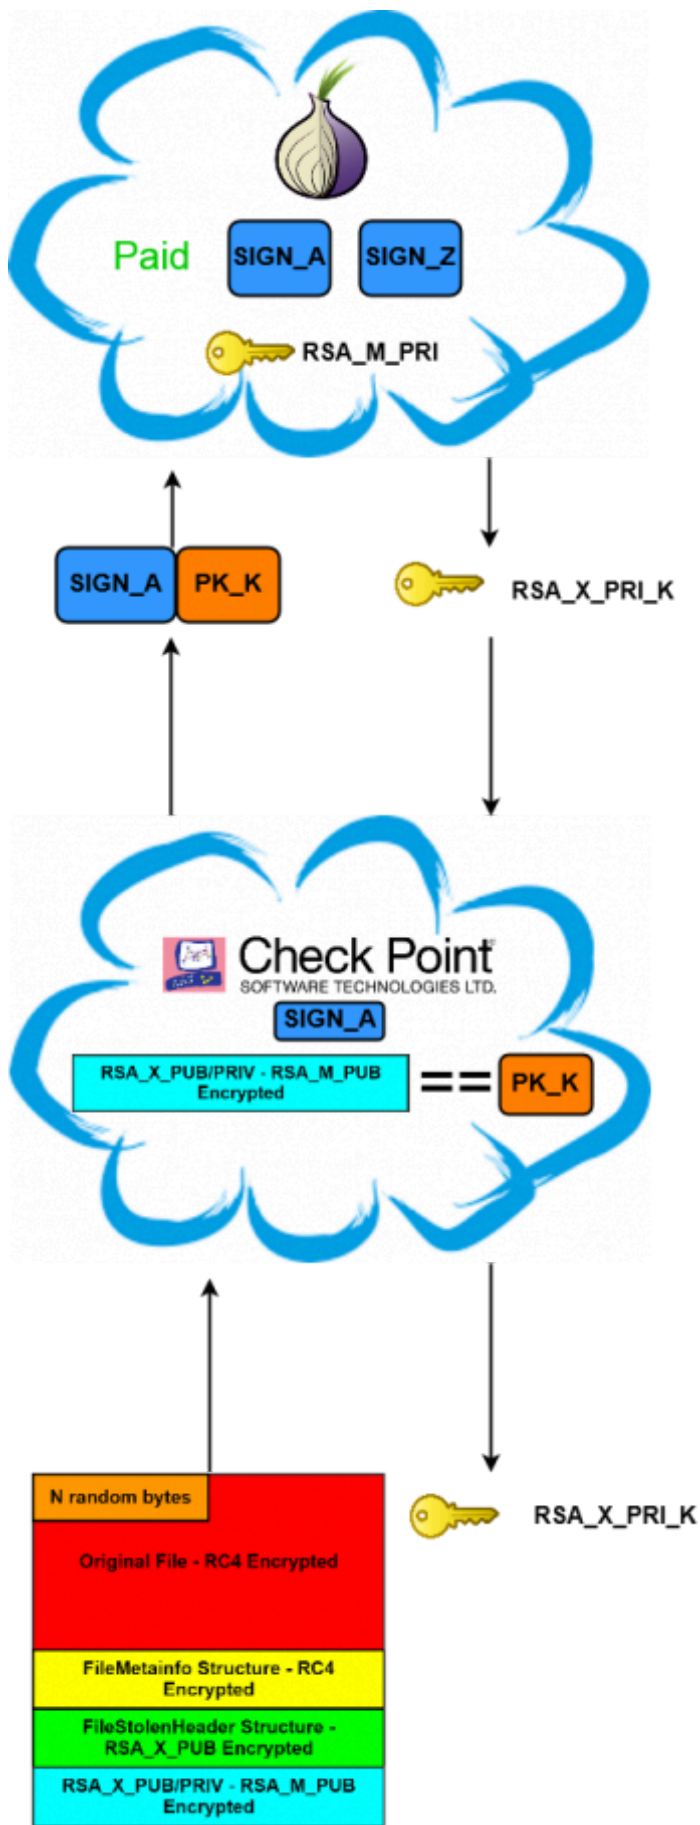 Paid
SIGN_A
SIGN_Z
RSA_M_PRI
SIGN_A
PK_K
RSA_X_PRI_K
Check Point
SOFTWARE TECHNOLOGIES LTD.
SIGN_A
RSA_X_PUB/PRIV - RSA_M_PUB
Encrypted
==
PK_K
N random bytes
RSA_X_PRI_K
Original File - RC4 Encrypted
FileMetainfo Structure - RC4
Encrypted
FileStolenHeader Structure -
RSA_X_PUB Encrypted
RSA_X_PUB/PRIV - RSA_M_PUB
Encrypted